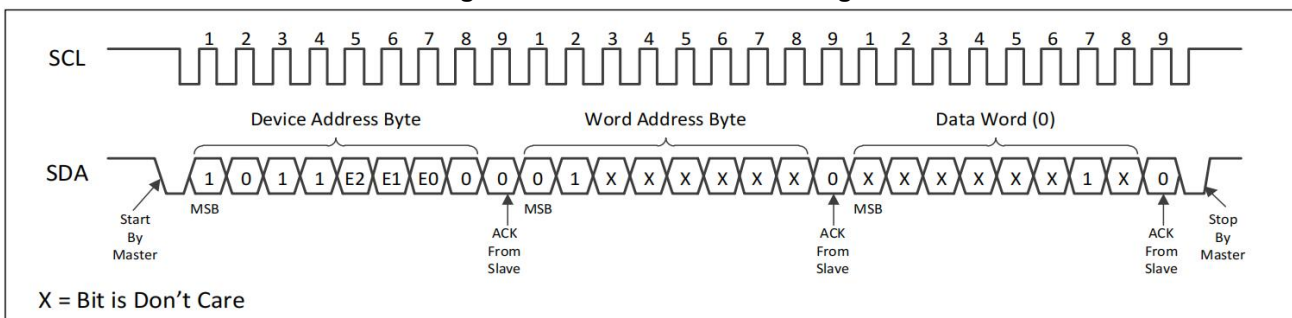 SCL 1 2 3 4 5 6 7 8 9 1 2 3 4 5 6 7 8 9 1 2 3 4 5 6 7 8 9
Device Address Byte Word Address Byte Data Word (0)
SDA 1 0 1 1 E2 E1 E0 0 0 0 1 X X X X X X 0 X X X X X X 1 X 0
MSB MSB MSB
Start
By
Master
ACK
From
Slave
ACK
From
Slave
ACK
From
Slave
Stop
By
Master
X = Bit is Don't Care